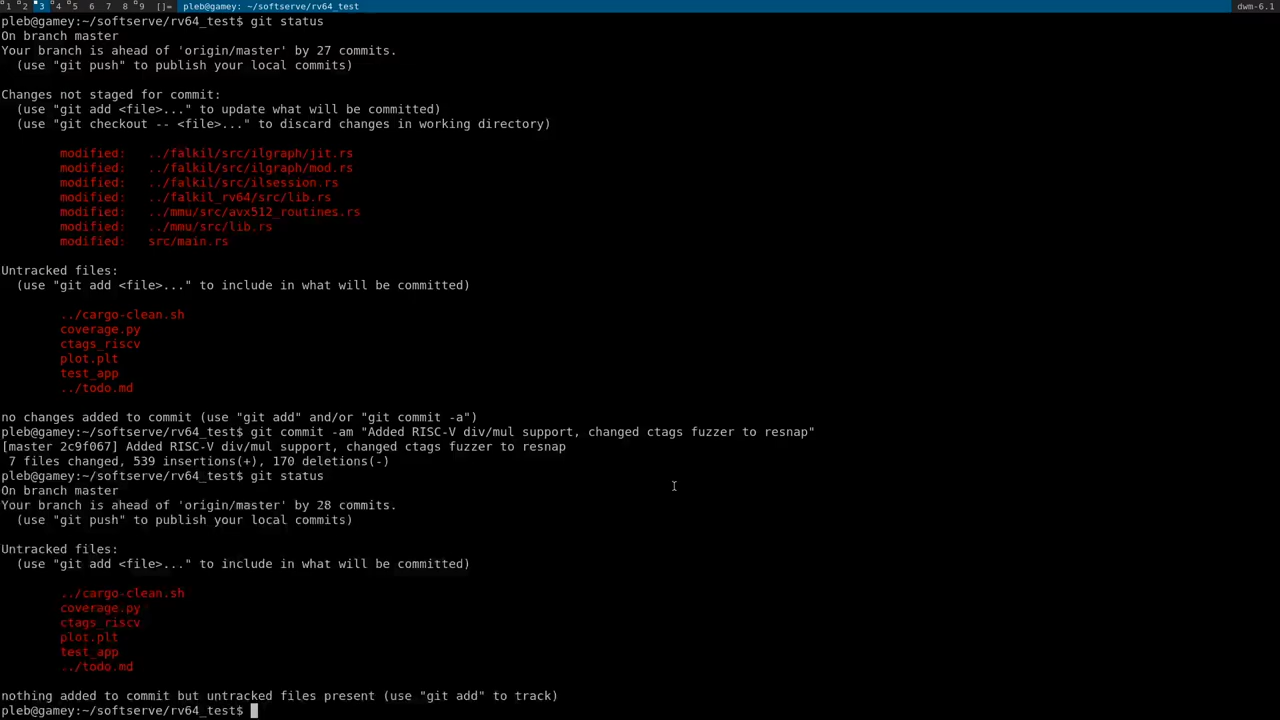 1 2 3 4 5 6 7 8 9 []= pleb@gamey: ~/softserve/rv64_test dwm-6.1
pleb@gamey:~/softserve/rv64_test$ git status
On branch master
Your branch is ahead of 'origin/master' by 27 commits.
  (use "git push" to publish your local commits)
Changes not staged for commit:
  (use "git add <file>..." to update what will be committed)
  (use "git checkout -- <file>..." to discard changes in working directory)
        modified:   ../falkil/src/ilgraph/jit.rs
        modified:   ../falkil/src/ilgraph/mod.rs
        modified:   ../falkil/src/ilsession.rs
        modified:   ../falkil_rv64/src/lib.rs
        modified:   ../mmu/src/avx512_routines.rs
        modified:   ../mmu/src/lib.rs
        modified:   src/main.rs
Untracked files:
  (use "git add <file>..." to include in what will be committed)
        ../cargo-clean.sh
        coverage.py
        ctags_riscv
        plot.plt
        test_app
        ../todo.md
no changes added to commit (use "git add" and/or "git commit -a")
pleb@gamey:~/softserve/rv64_test$ git commit -am "Added RISC-V div/mul support, changed ctags fuzzer to resnap"
[master 2c9f067] Added RISC-V div/mul support, changed ctags fuzzer to resnap
 7 files changed, 539 insertions(+), 170 deletions(-)
pleb@gamey:~/softserve/rv64_test$ git status
On branch master
Your branch is ahead of 'origin/master' by 28 commits.
  (use "git push" to publish your local commits)
Untracked files:
  (use "git add <file>..." to include in what will be committed)
        ../cargo-clean.sh
        coverage.py
        ctags_riscv
        plot.plt
        test_app
        ../todo.md
nothing added to commit but untracked files present (use "git add" to track)
pleb@gamey:~/softserve/rv64_test$